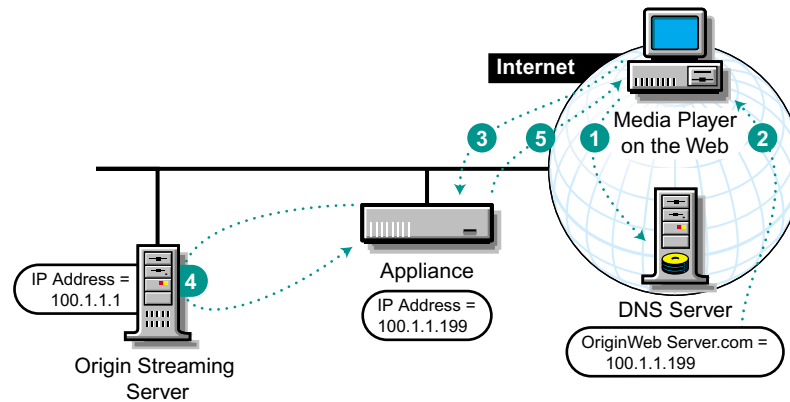 Internet
Media Player
on the Web
3
5
1
2
4
IP Address =
100.1.1.1
Appliance
IP Address =
100.1.1.199
DNS Server
OriginWeb Server.com =
100.1.1.199
Origin Streaming
Server